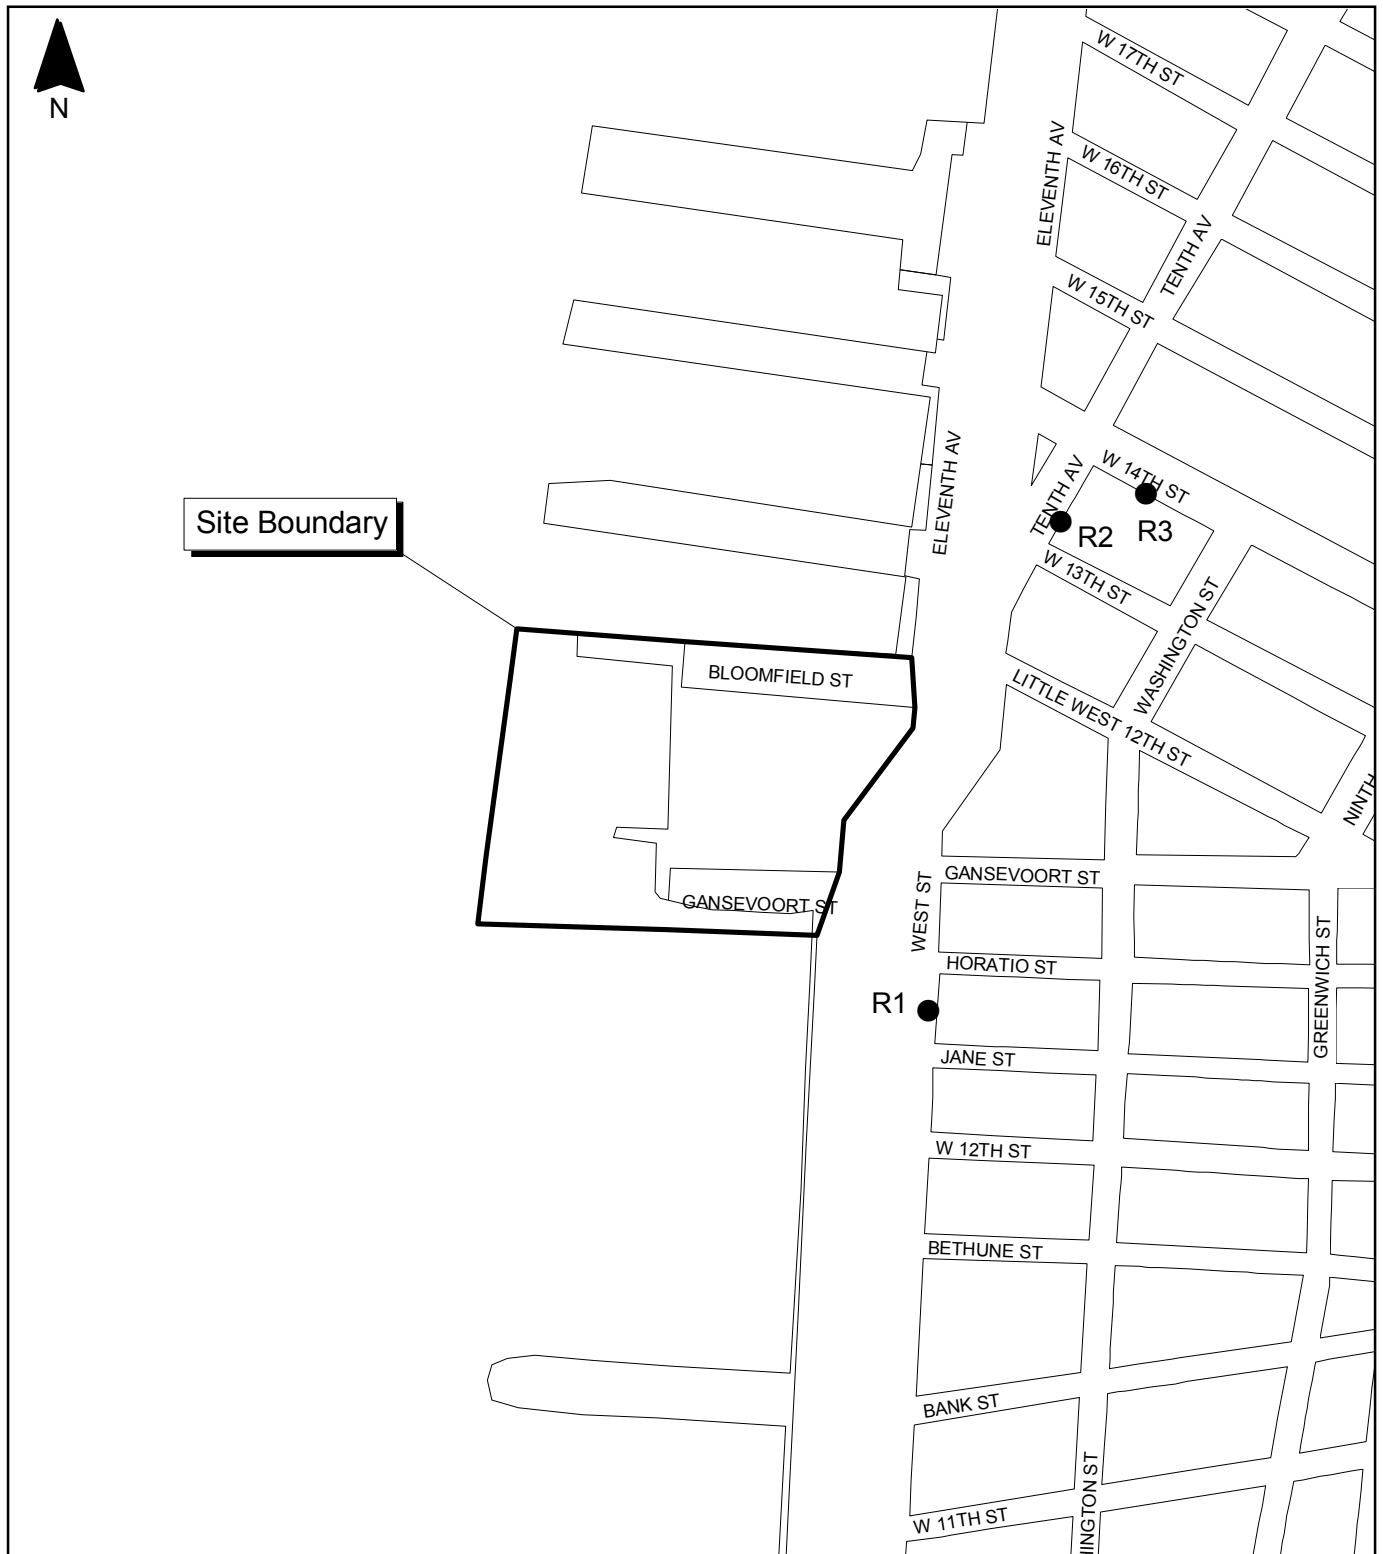 N
W 17TH ST
W 16TH ST
ELEVENTH AV
TENTH AV
W 15TH ST
ELEVENTH AV
TENTH AV
W 14TH ST
R3
R2
Site Boundary
W 13TH ST
WASHINGTON ST
BLOOMFIELD ST
LITTLE WEST 12TH ST
NINTH
GANSEVOORT ST
GANSEVOORT ST
WEST ST
HORATIO ST
GREENWICH ST
R1
JANE ST
W 12TH ST
BETHUNE ST
BANK ST
W 11TH ST
INGTON ST